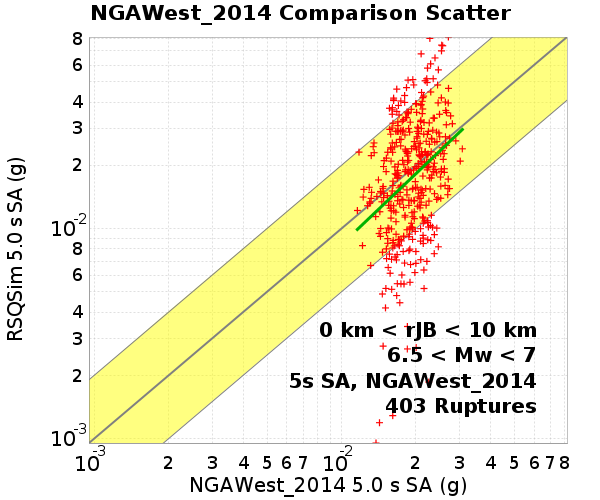 NGAWest_2014 Comparison Scatter
RSQSim 5.0 s SA (g)
8
6
4
3
2
10-2
8
6
4
3
2
10-3
0 km < rJB < 10 km
6.5 < Mw < 7
5s SA, NGAWest_2014
403 Ruptures
10-3 2 3 4 5 6 7 10-2 2 3 4 5 6 7 8
NGAWest_2014 5.0 s SA (g)